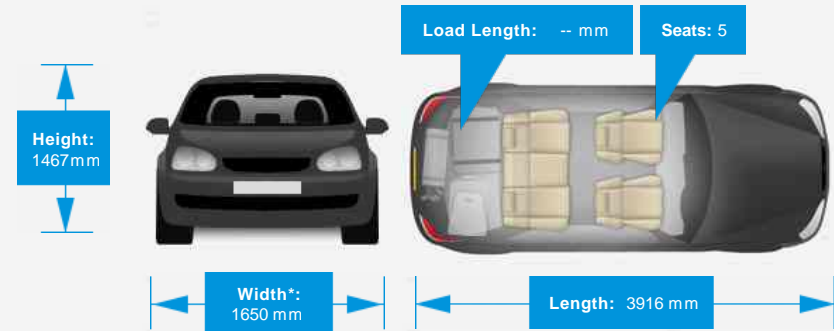 Load Length: -- mm
Seats: 5
Height:
1467mm
Width*:
1650 mm
Length: 3916 mm